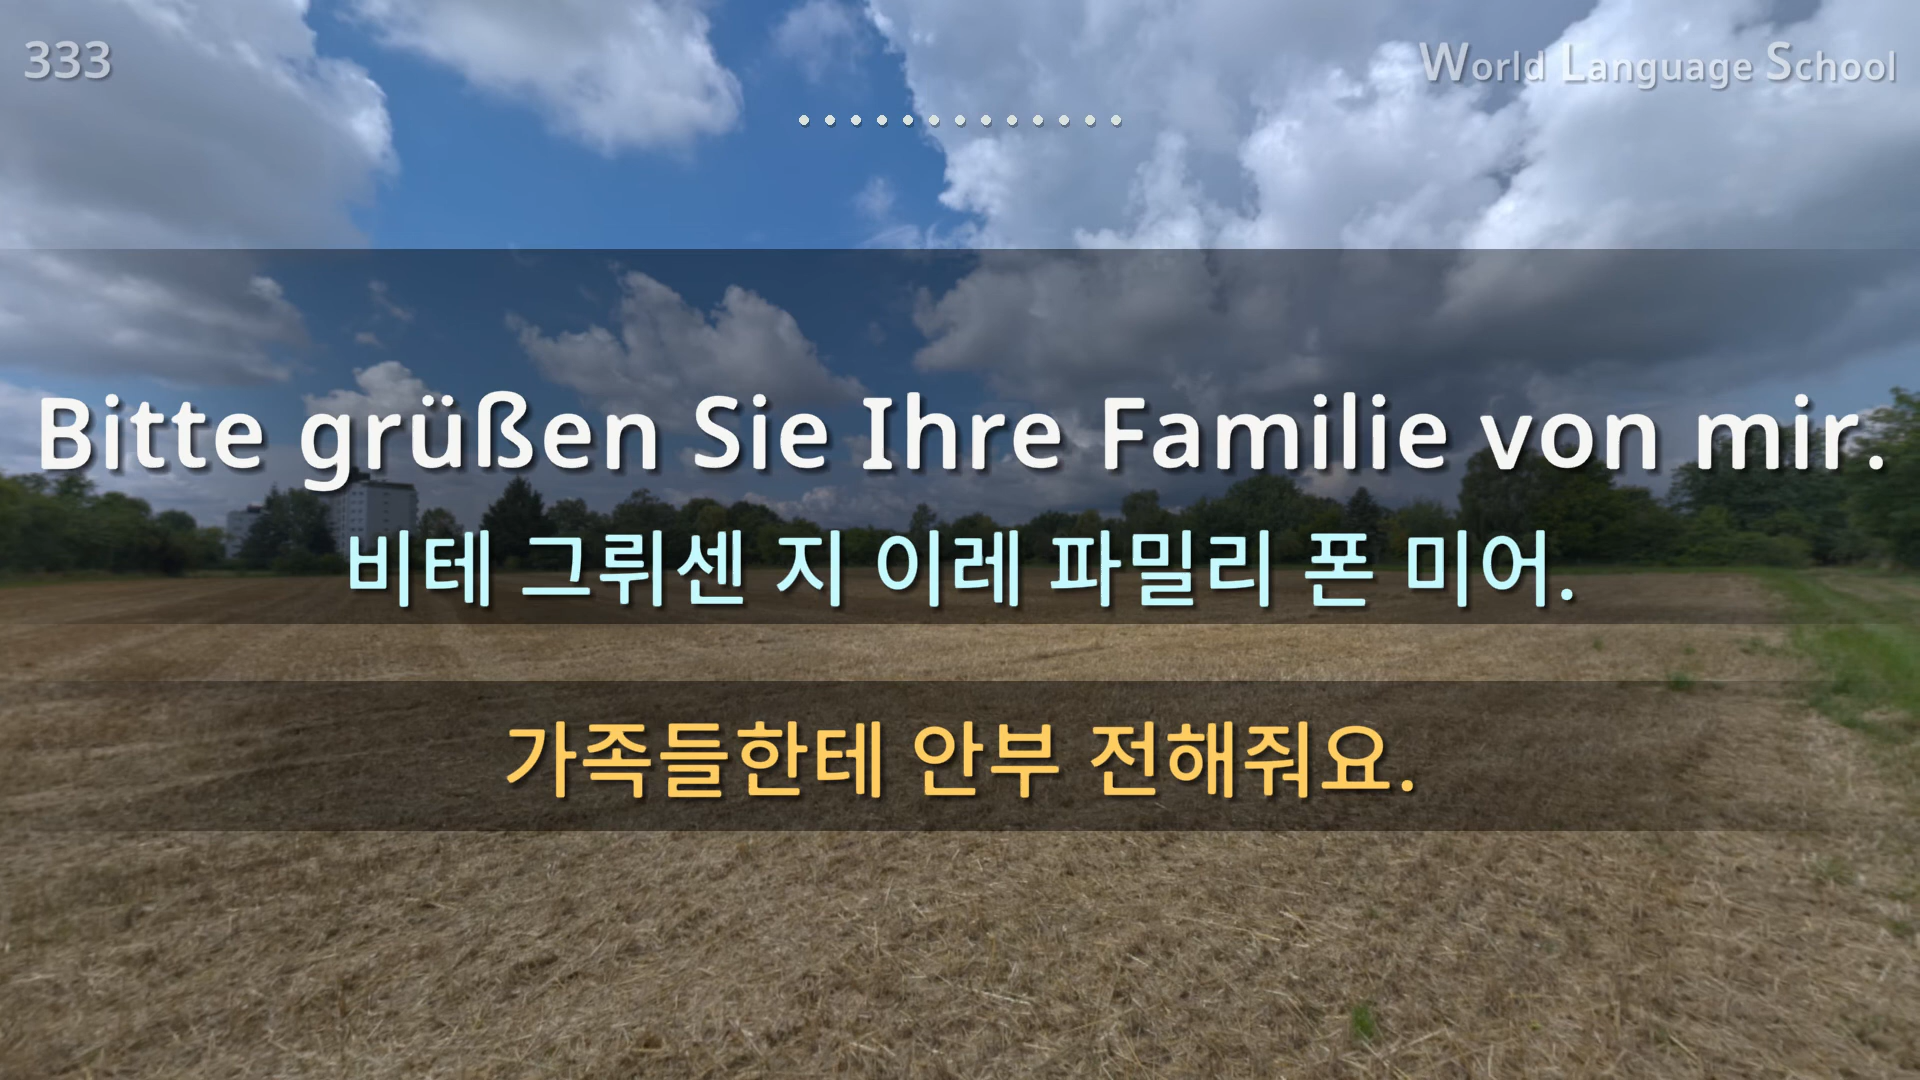 333
World Language School
Bitte grüßen Sie Ihre Familie von mir.
비테 그뤼센 지 이레 파밀리 폰 미어.
가족들한테 안부 전해줘요.